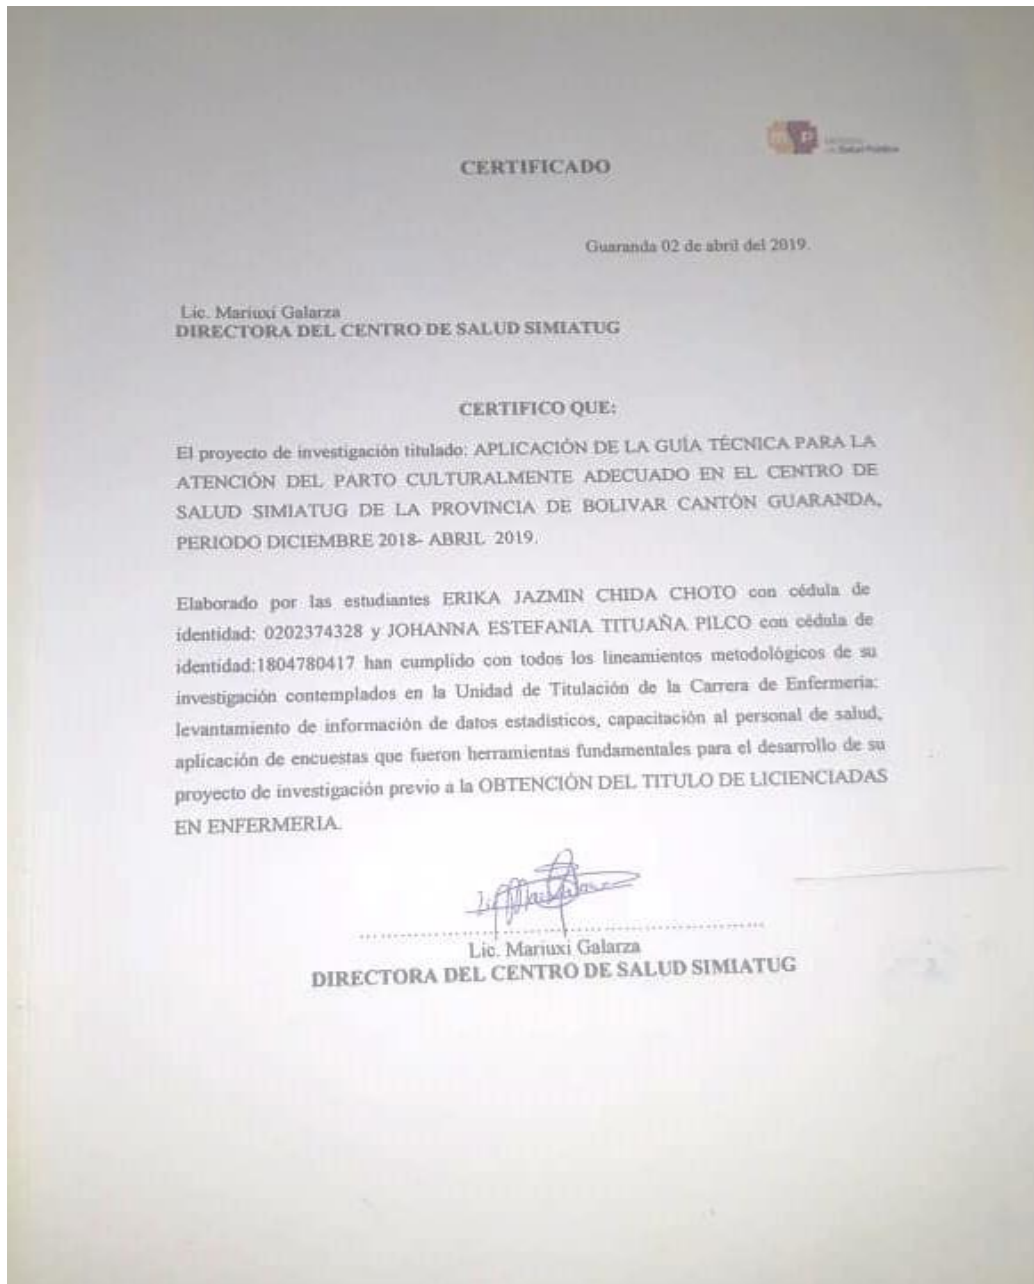 m p
de Salud Pública
CERTIFICADO
Guaranda 02 de abril del 2019.
Lic. Mariuxi Galarza
DIRECTORA DEL CENTRO DE SALUD SIMIATUG
CERTIFICO QUE:
El proyecto de investigación titulado: APLICACIÓN DE LA GUÍA TÉCNICA PARA LA
ATENCIÓN DEL PARTO CULTURALMENTE ADECUADO EN EL CENTRO DE
SALUD SIMIATUG DE LA PROVINCIA DE BOLIVAR CANTÓN GUARANDA,
PERIODO DICIEMBRE 2018- ABRIL 2019.
Elaborado por las estudiantes ERIKA JAZMIN CHIDA CHOTO con cédula de
identidad: 0202374328 y JOHANNA ESTEFANIA TITUAÑA PILCO con cédula de
identidad:1804780417 han cumplido con todos los lineamientos metodológicos de su
investigación contemplados en la Unidad de Titulación de la Carrera de Enfermería:
levantamiento de información de datos estadísticos, capacitación al personal de salud,
aplicación de encuestas que fueron herramientas fundamentales para el desarrollo de su
proyecto de investigación previo a la OBTENCIÓN DEL TITULO DE LICIENCIADAS
EN ENFERMERIA.
Lic. Mariuxi Galarza
DIRECTORA DEL CENTRO DE SALUD SIMIATUG